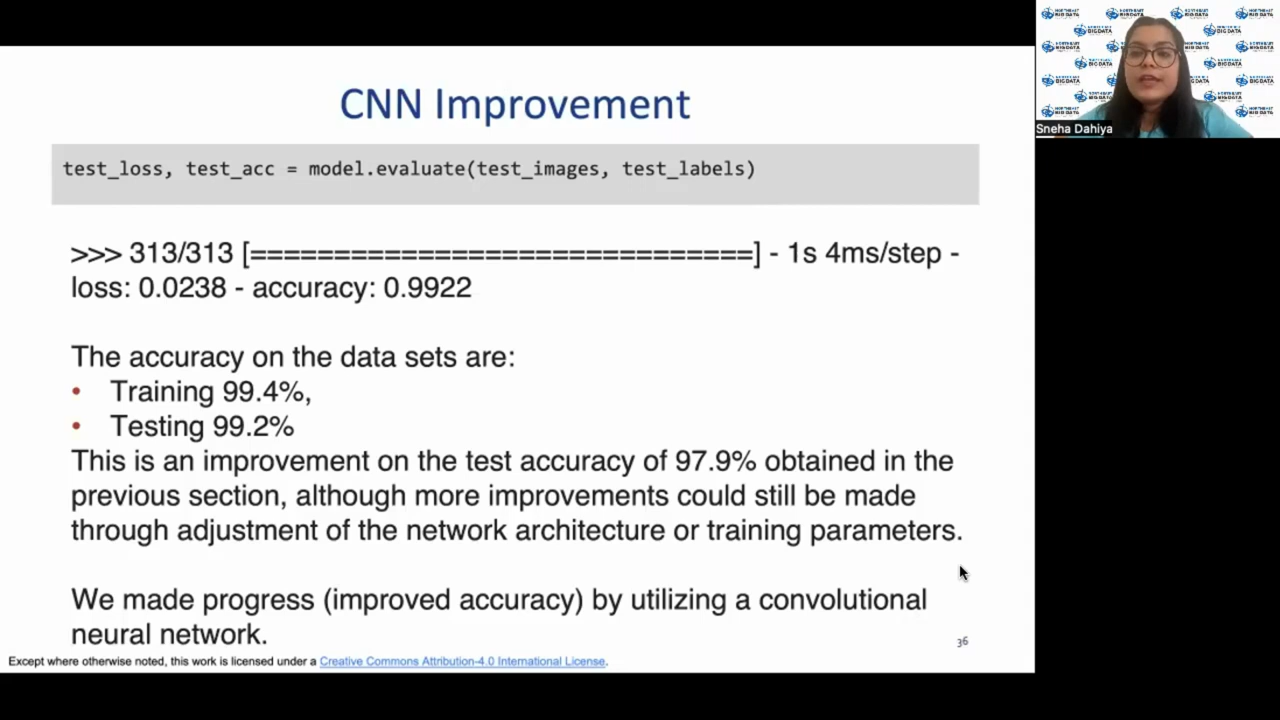 CNN Improvement
test_loss, test_acc = model.evaluate(test_images, test_labels)
>>> 313/313 [==============================] - 1s 4ms/step -
loss: 0.0238 - accuracy: 0.9922
The accuracy on the data sets are:
• Training 99.4%,
• Testing 99.2%
This is an improvement on the test accuracy of 97.9% obtained in the
previous section, although more improvements could still be made
through adjustment of the network architecture or training parameters.
We made progress (improved accuracy) by utilizing a convolutional
neural network.
36
Except where otherwise noted, this work is licensed under a Creative Commons Attribution-4.0 International License.
NORTHEAST
BIG DATA
Sneha Dahiya